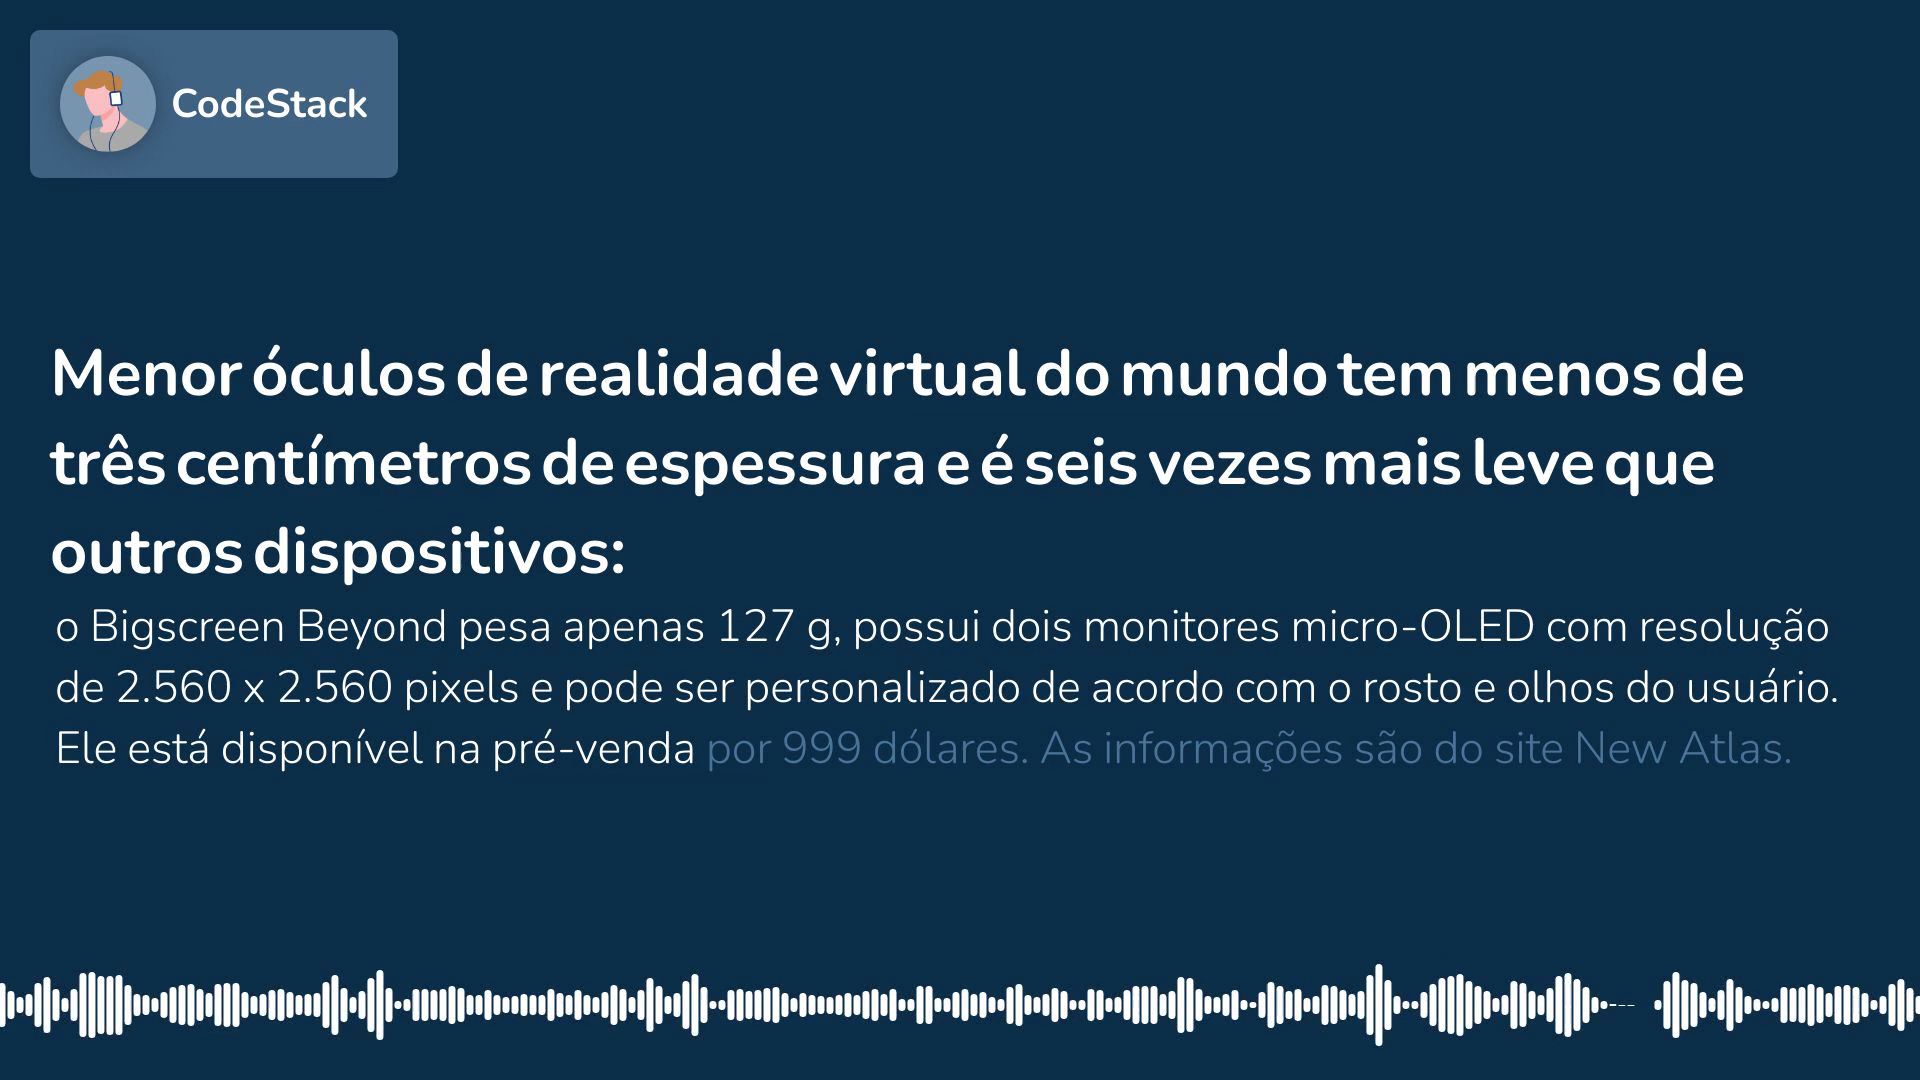 CodeStack
Menor óculos de realidade virtual do mundo tem menos de
três centímetros de espessura e é seis vezes mais leve que
outros dispositivos:
o Bigscreen Beyond pesa apenas 127 g, possui dois monitores micro-OLED com resolução
de 2.560 x 2.560 pixels e pode ser personalizado de acordo com o rosto e olhos do usuário.
Ele está disponível na pré-venda por 999 dólares. As informações são do site New Atlas.